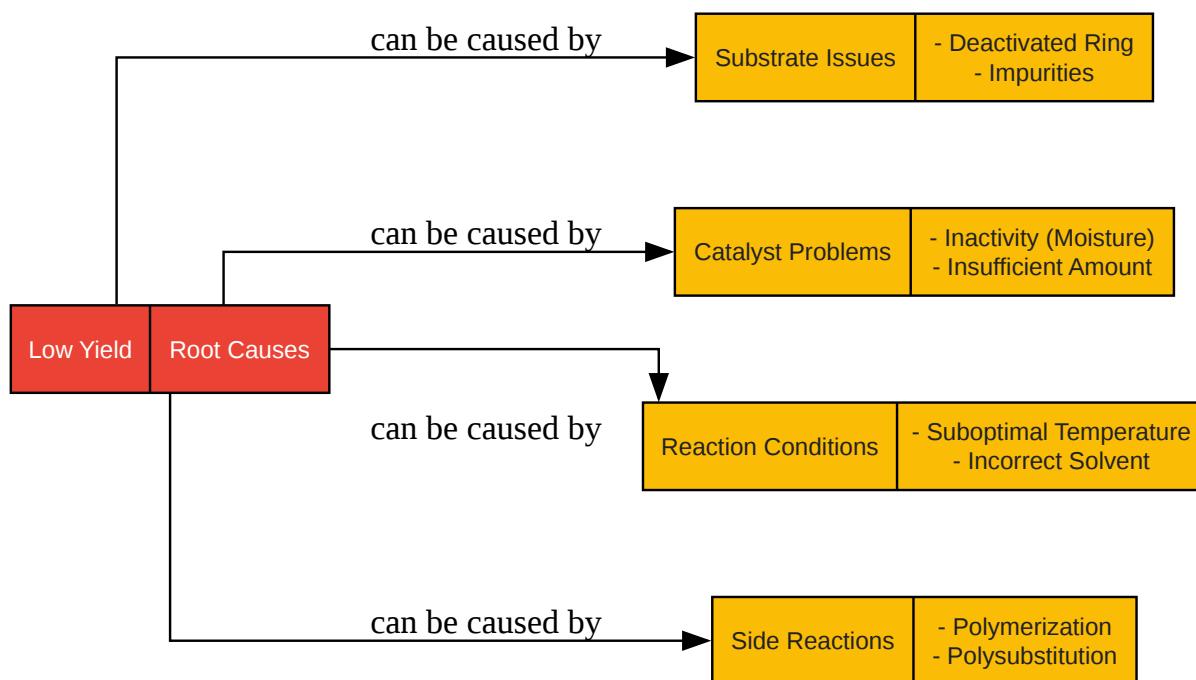 can be caused by
Substrate Issues
- Deactivated Ring
- Impurities
can be caused by
Catalyst Problems
- Inactivity (Moisture)
- Insufficient Amount
Low Yield
Root Causes
can be caused by
Reaction Conditions
- Suboptimal Temperature
- Incorrect Solvent
can be caused by
Side Reactions
- Polymerization
- Polysubstitution